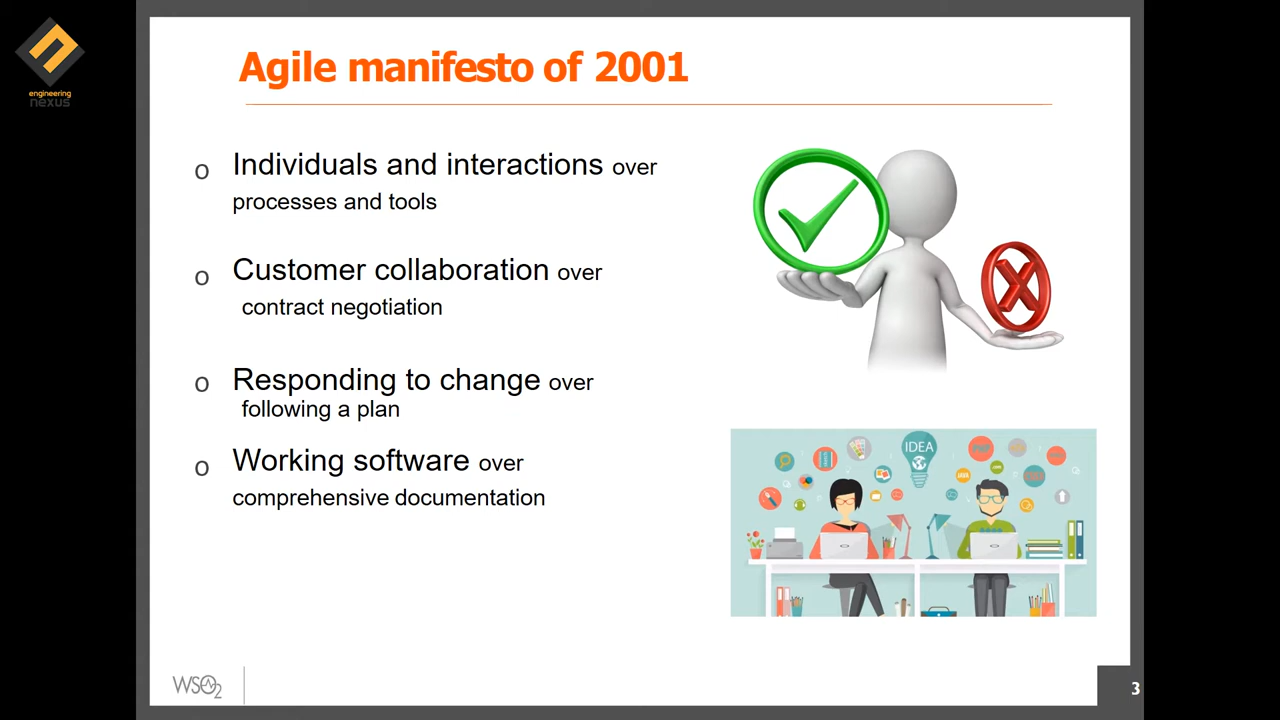 engineering
nexus
Agile manifesto of 2001
o Individuals and interactions over
processes and tools
o Customer collaboration over
contract negotiation
o Responding to change over
following a plan
o Working software over
comprehensive documentation
IDEA
WSO2
3